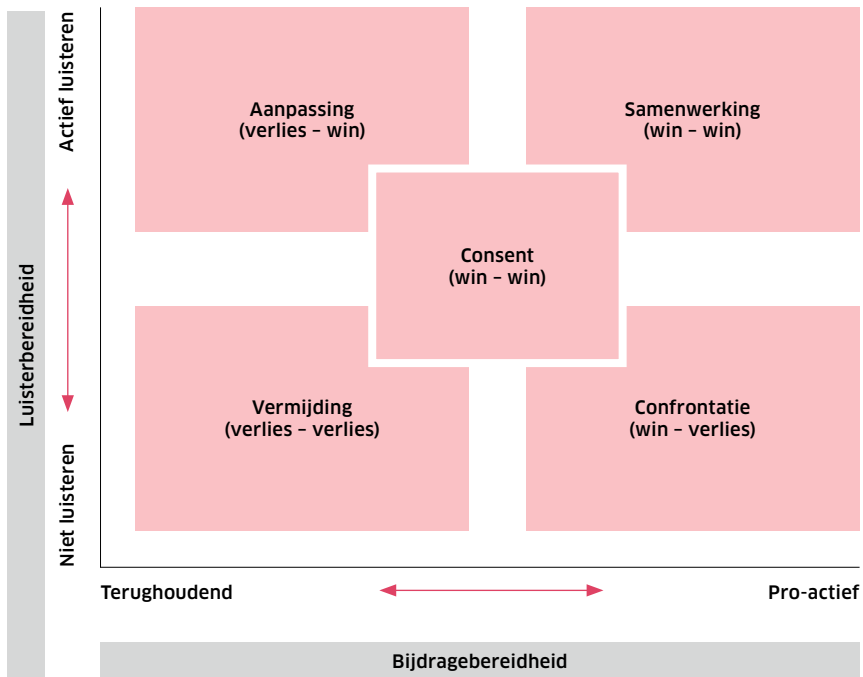 Luisterbereidheid
Actief luisteren
Niet luisteren
Aanpassing
(verlies – win)
Samenwerking
(win – win)
Consent
(win – win)
Vermijding
(verlies – verlies)
Confrontatie
(win – verlies)
Terughoudend
Pro-actief
Bijdragebereidheid